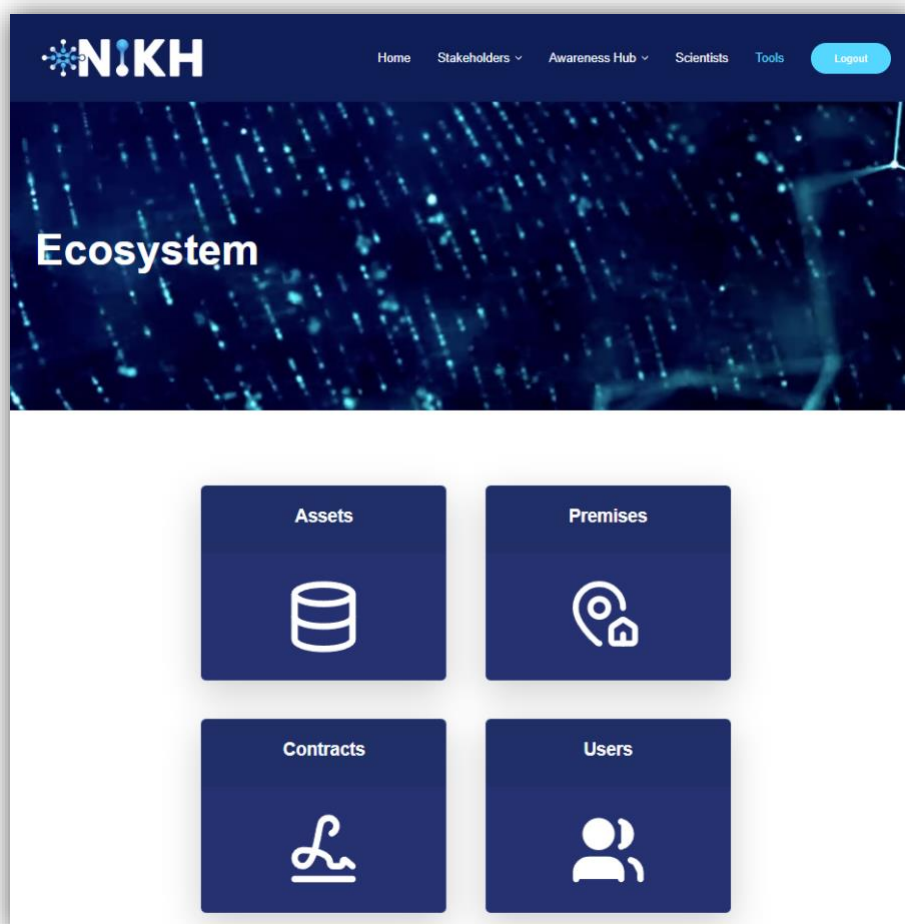 NIKH
Home Stakeholders Awareness Hub Scientists Tools Logout
Ecosystem
Assets Premises
Contracts Users